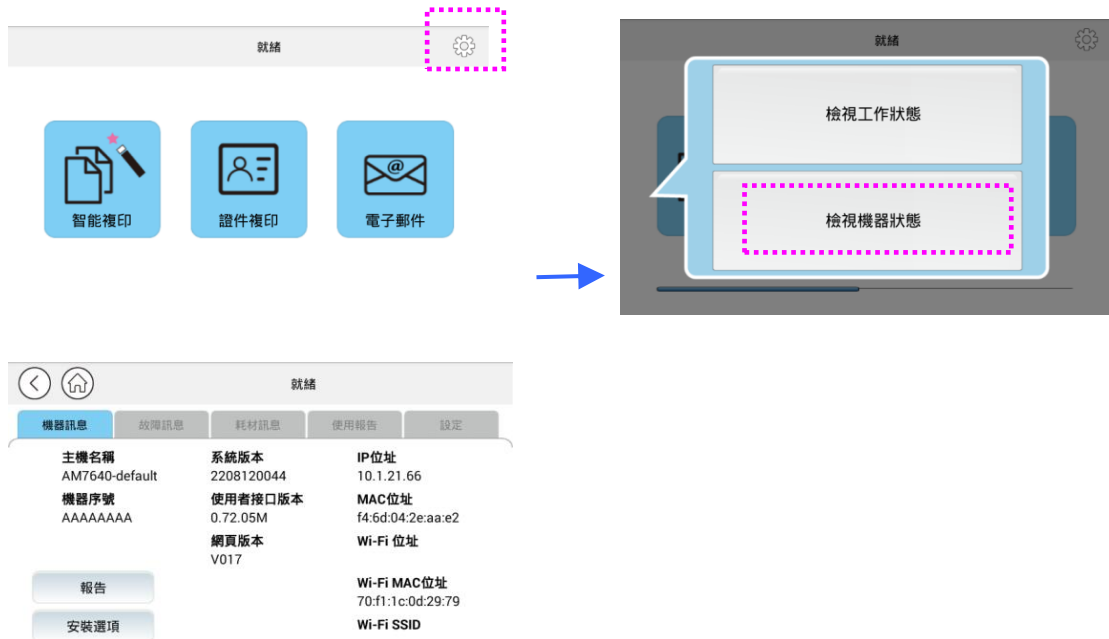 就緒
智能複印
證件複印
@
電子郵件
就緒
檢視工作狀態
檢視機器狀態
就緒
機器訊息 故障訊息 耗材訊息 使用報告 設定
主機名稱 系統版本 IP位址
AM7640-default 2208120044 10.1.21.66
機器序號 使用者接口版本 MAC位址
AAAAAAAA 0.72.05M f4:6d:04:2e:aa:e2
網頁版本 Wi-Fi 位址
V017
報告 Wi-Fi MAC位址
70:f1:1c:0d:29:79
安裝選項 Wi-Fi SSID